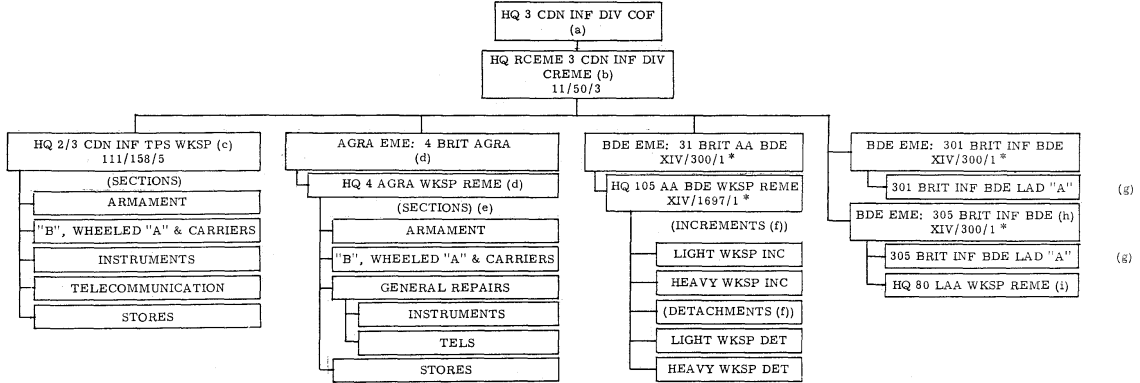 HQ 3 CDN INF DIV COF
(a)
HQ RCEME 3 CDN INF DIV
CREME (b)
11/50/3
HQ 2/3 CDN INF TPS WKSP (c)
111/158/5
(SECTIONS)
ARMAMENT
"B", WHEELED "A" & CARRIERS
INSTRUMENTS
TELECOMMUNICATION
STORES
AGRA EME: 4 BRIT AGRA
(d)
HQ 4 AGRA WKSP REME (d)
(SECTIONS) (e)
ARMAMENT
"B", WHEELED "A" & CARRIERS
GENERAL REPAIRS
INSTRUMENTS
TELS
STORES
BDE EME: 31 BRIT AA BDE
XIV/300/1 *
HQ 105 AA BDE WKSP REME
XIV/1697/1 *
(INCREMENTS (f))
LIGHT WKSP INC
HEAVY WKSP INC
(DETACHMENTS (f))
LIGHT WKSP DET
HEAVY WKSP DET
BDE EME: 301 BRIT INF BDE
XIV/300/1 *
301 BRIT INF BDE LAD "A"
(g)
BDE EME: 305 BRIT INF BDE (h)
XIV/300/1 *
305 BRIT INF BDE LAD "A"
(g)
HQ 80 LAA WKSP REME (i)